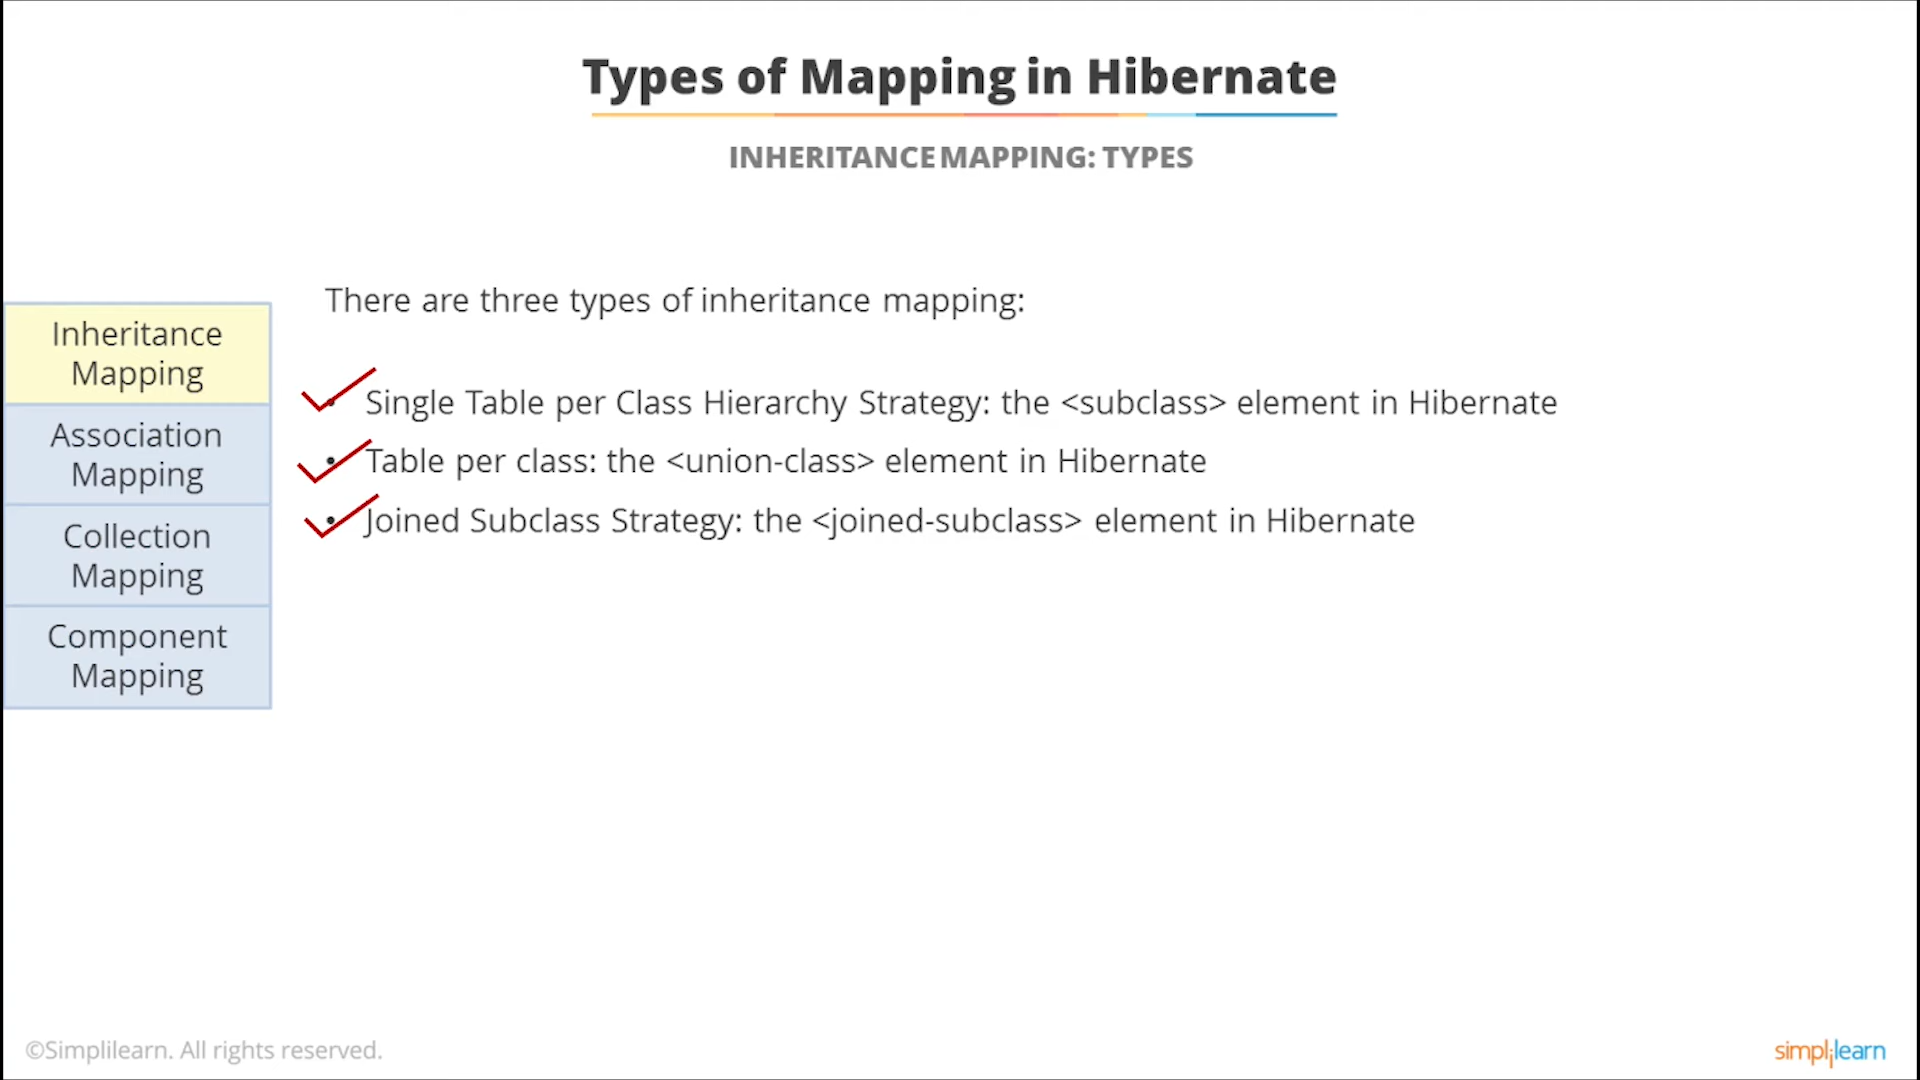 Types of Mapping in Hibernate
INHERITANCE MAPPING: TYPES
There are three types of inheritance mapping:
Inheritance
Mapping
Association
Mapping
Collection
Mapping
Component
Mapping
• Single Table per Class Hierarchy Strategy: the <subclass> element in Hibernate
• Table per class: the <union-class> element in Hibernate
• Joined Subclass Strategy: the <joined-subclass> element in Hibernate
©Simplilearn. All rights reserved.
simplilearn